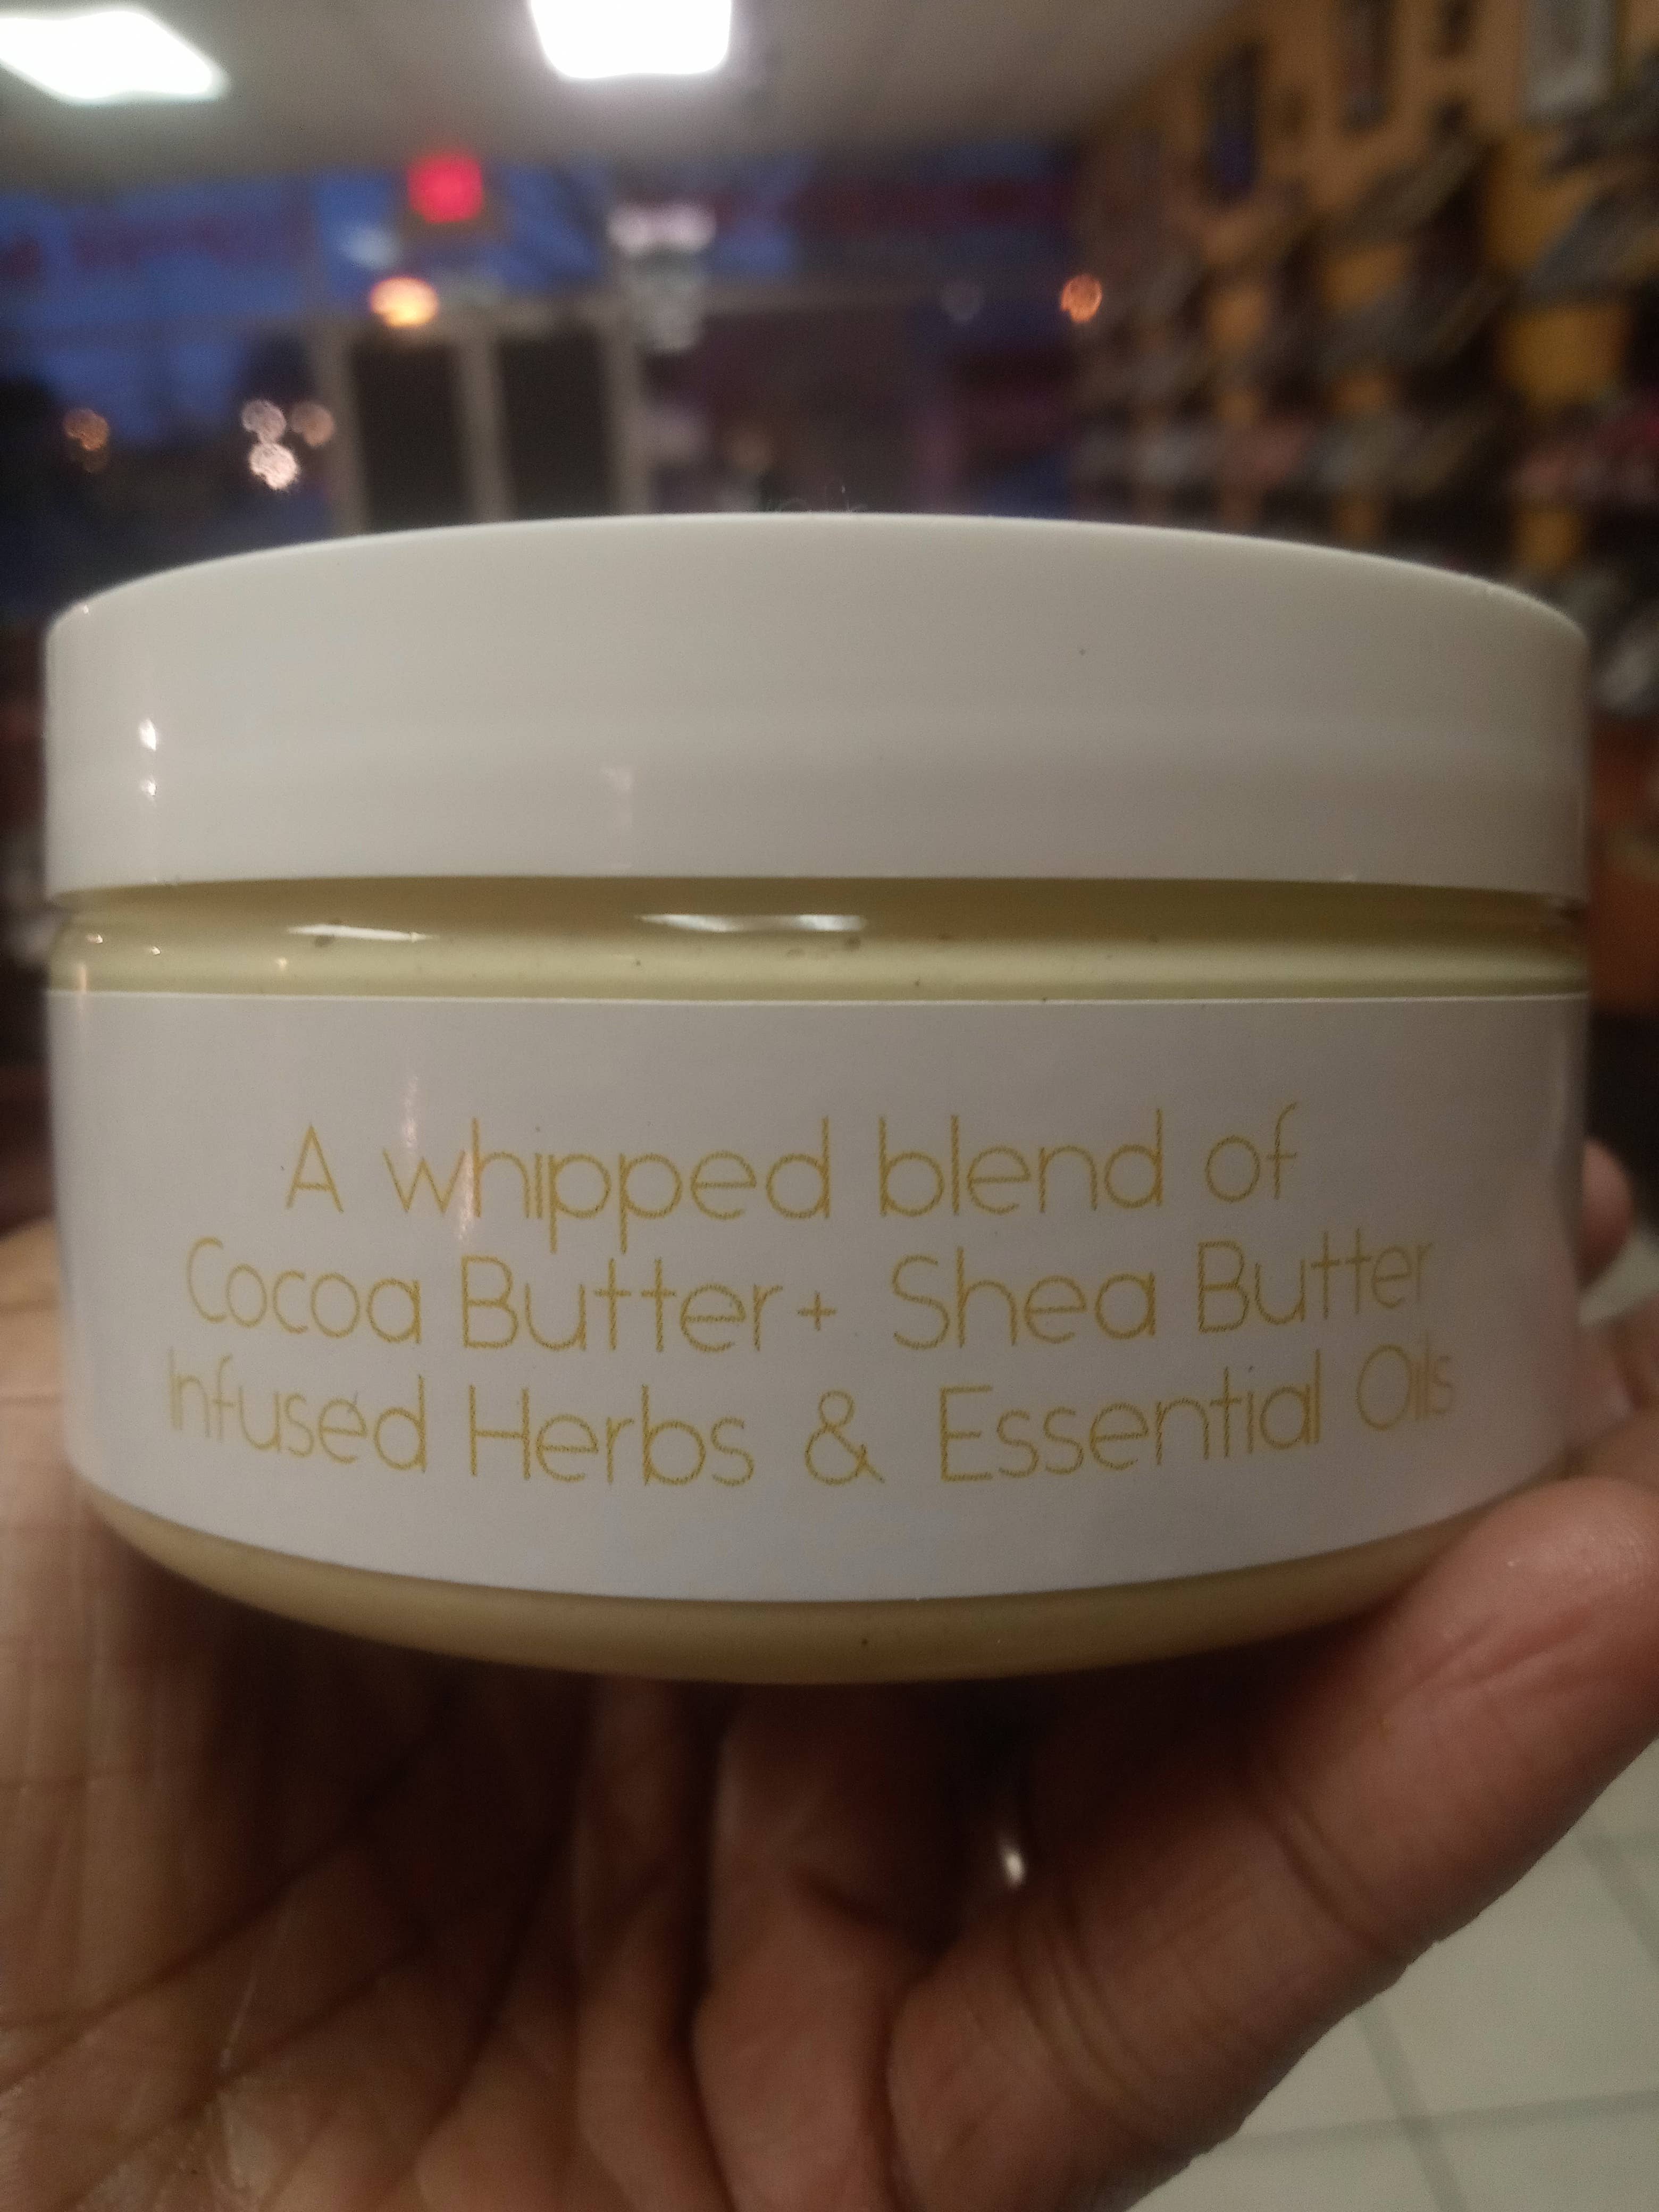 A whipped blend of
Cocoa Butter+ Shea Butter
Infused Herbs & Essential Oils